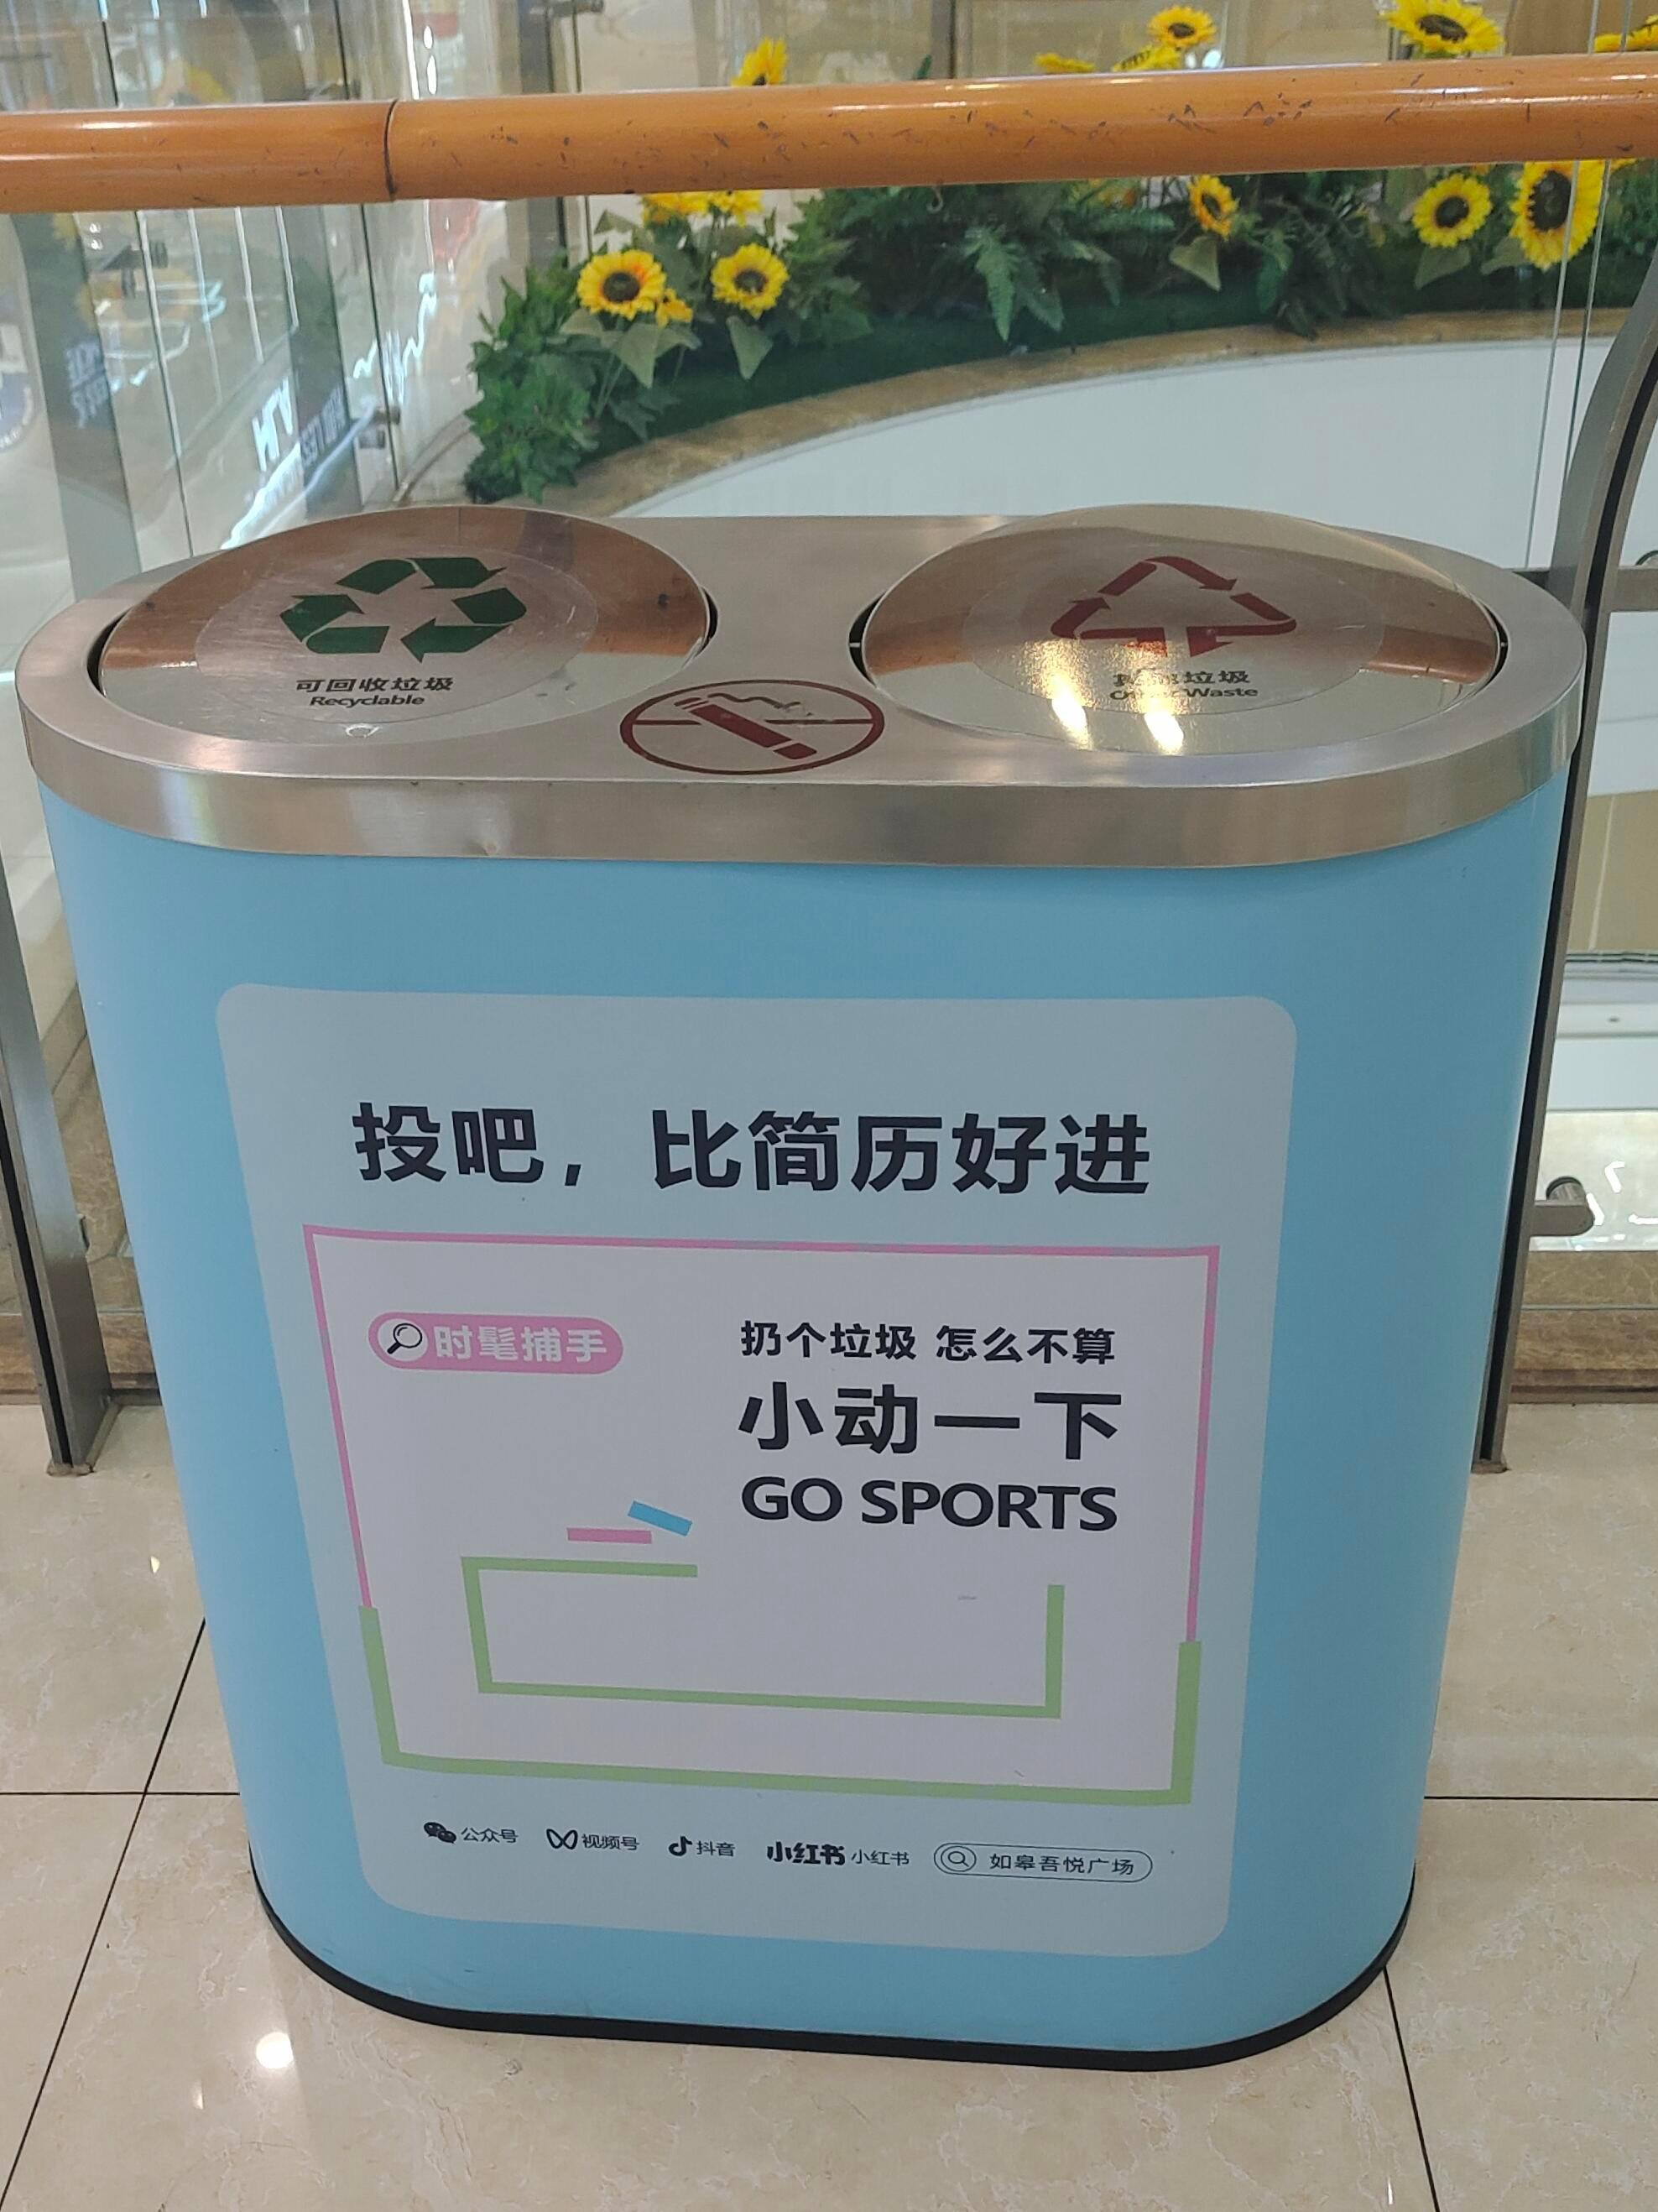 可回收垃圾
Recyclable
垃圾
Waste
投吧，比简历好进
时髦捕手
扔个垃圾 怎么不算
小动一下
GO SPORTS
公众号 视频号 抖音 小红书 小红书 如皋吾悦广场